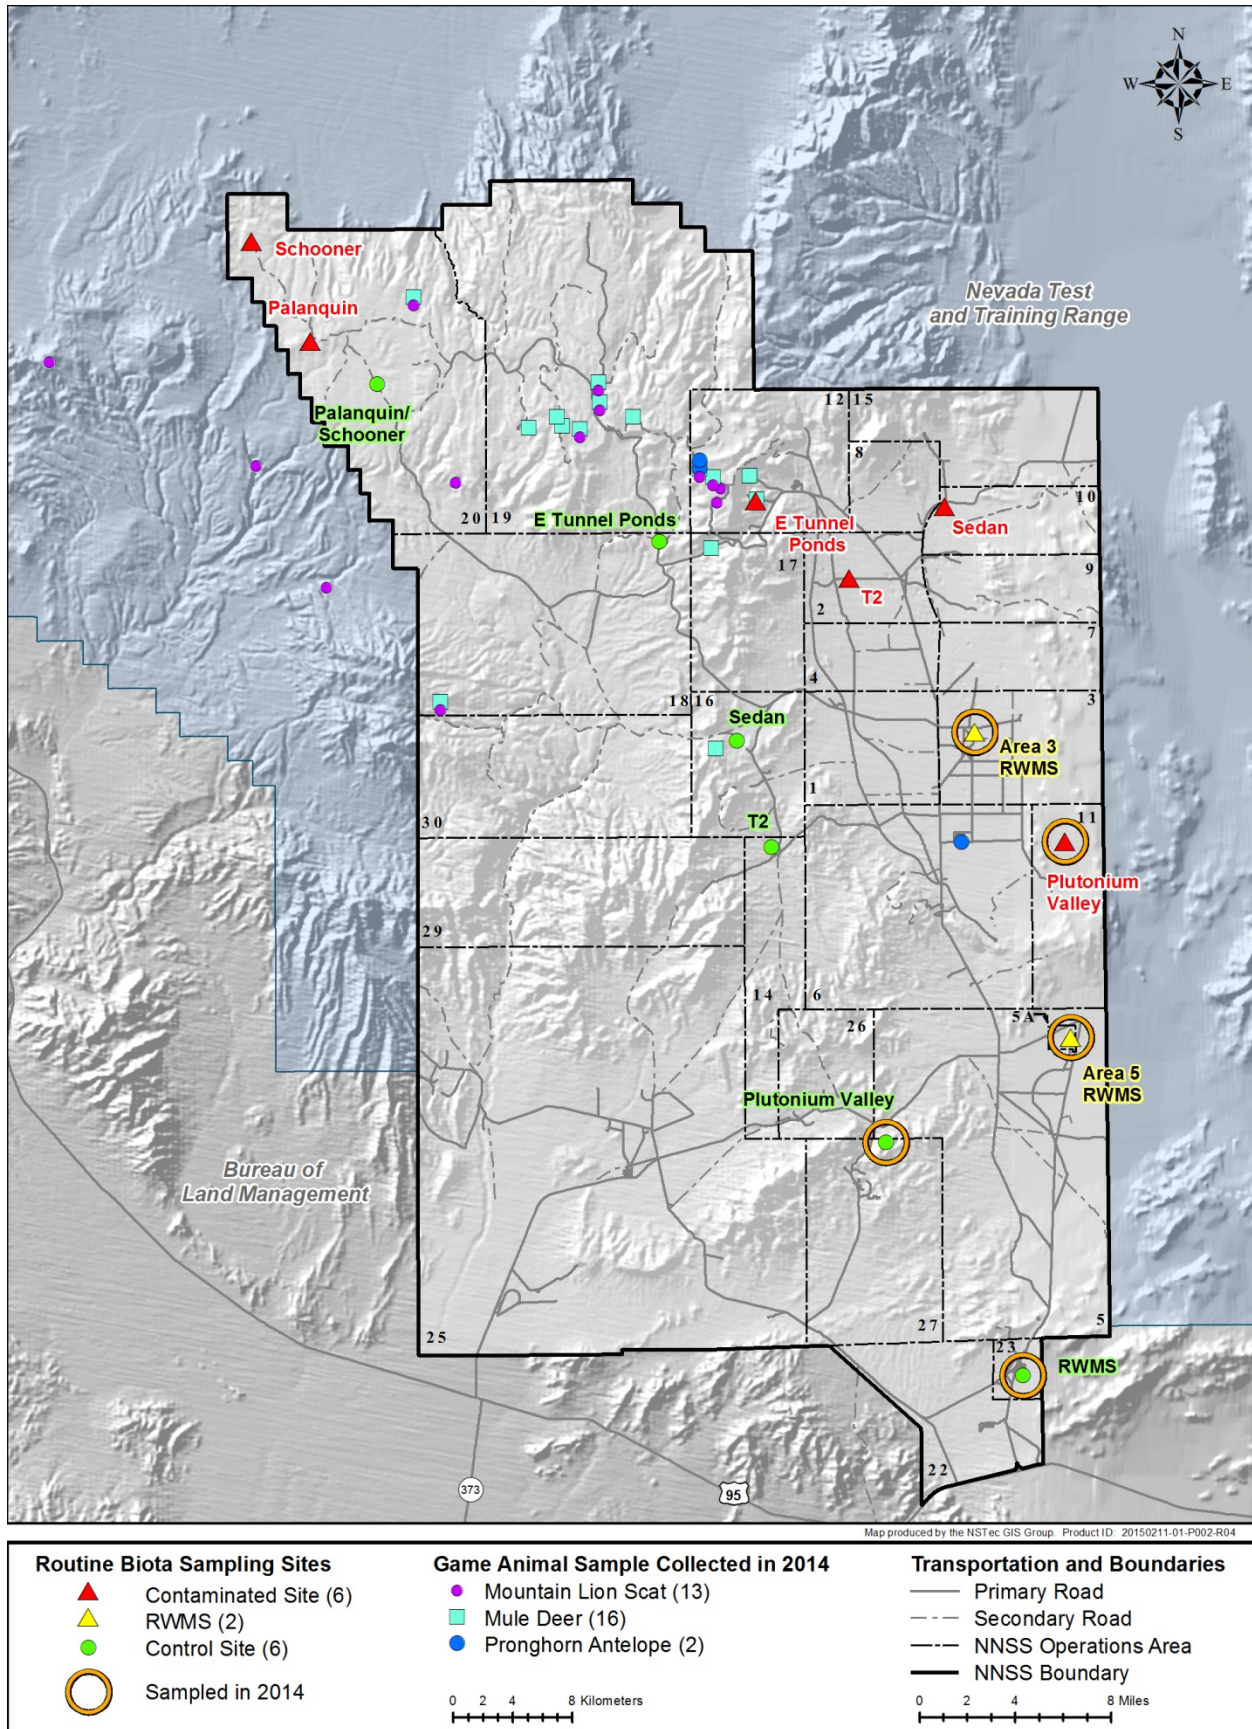 N
W E
S
Nevada Test
and Training Range
Schooner
Palanquin
Palanquin/
Schooner
12 15
8
10
20 19
E Tunnel Ponds
E Tunnel
Ponds
Sedan
17
9
T2
2
7
4
18 16
3
Sedan
Area 3
RWMS
1
30
T2
11
Plutonium
Valley
29
14
6
26
5A
Area 5
RWMS
Plutonium Valley
Bureau of
Land Management
25
27
5
23
RWMS
22
373
95
Map produced by the NSTec GIS Group. Product ID: 20150211-01-P002-R04
Routine Biota Sampling Sites
Contaminated Site (6)
RWMS (2)
Control Site (6)
Sampled in 2014
Game Animal Sample Collected in 2014
Mountain Lion Scat (13)
Mule Deer (16)
Pronghorn Antelope (2)
0 2 4 8 Kilometers
Transportation and Boundaries
Primary Road
Secondary Road
NNSS Operations Area
NNSS Boundary
0 2 4 8 Miles